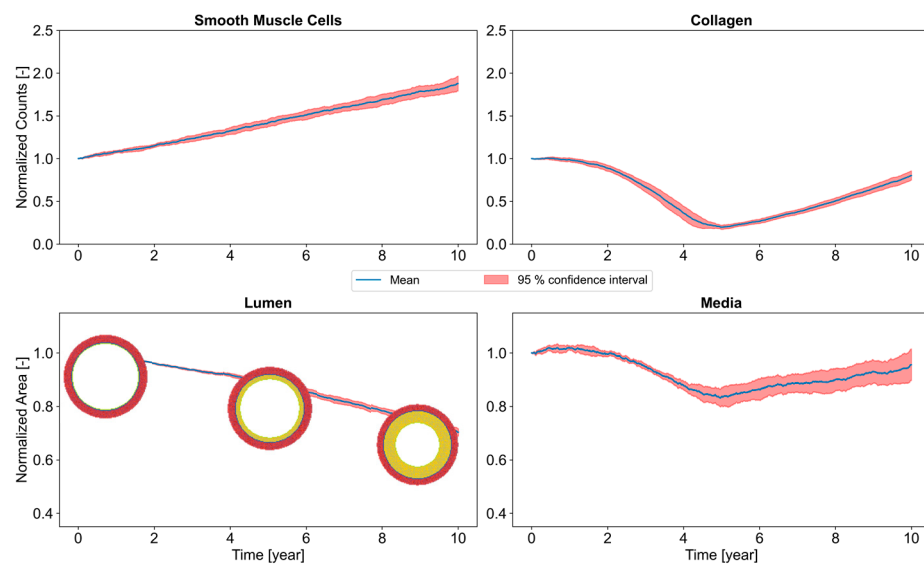 Smooth Muscle Cells
Collagen
2.5
2.0
1.5
1.0
0.5
0.0
Normalized Counts [-]
0 2 4 6 8 10
2.5
2.0
1.5
1.0
0.5
0.0
0 2 4 6 8 10
Mean 95 % confidence interval
Lumen
Media
1.0
0.8
0.6
0.4
Normalized Area [-]
0 2 4 6 8 10
Time [year]
1.0
0.8
0.6
0.4
0 2 4 6 8 10
Time [year]